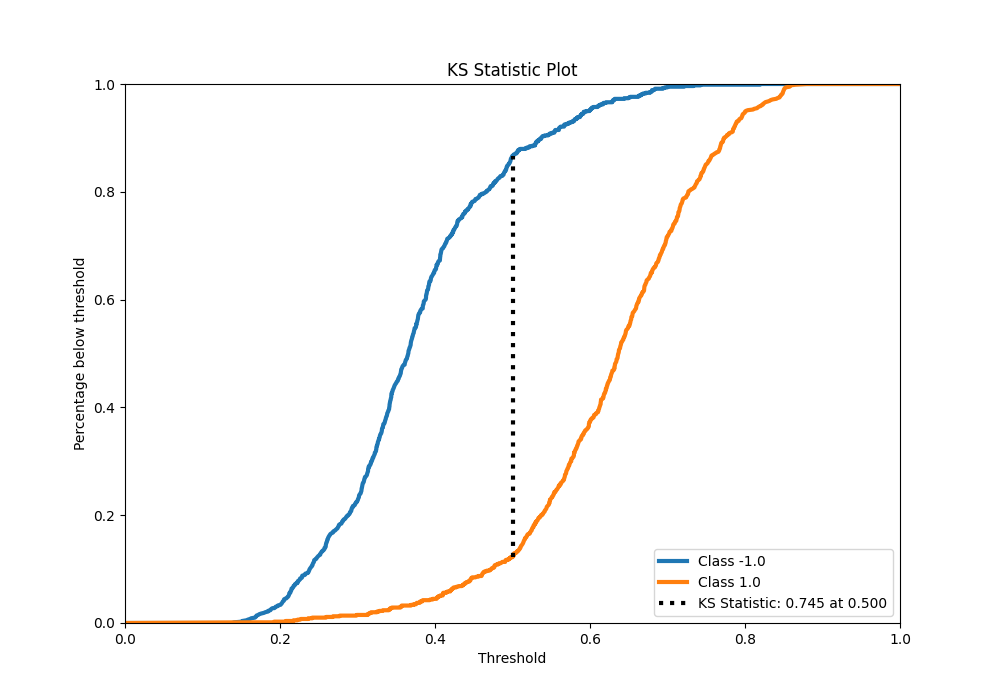 KS Statistic Plot
1.0
0.8
0.6
0.4
0.2
0.0
Percentage below threshold
0.0 0.2 0.4 0.6 0.8 1.0
Threshold
Class -1.0
Class 1.0
KS Statistic: 0.745 at 0.500